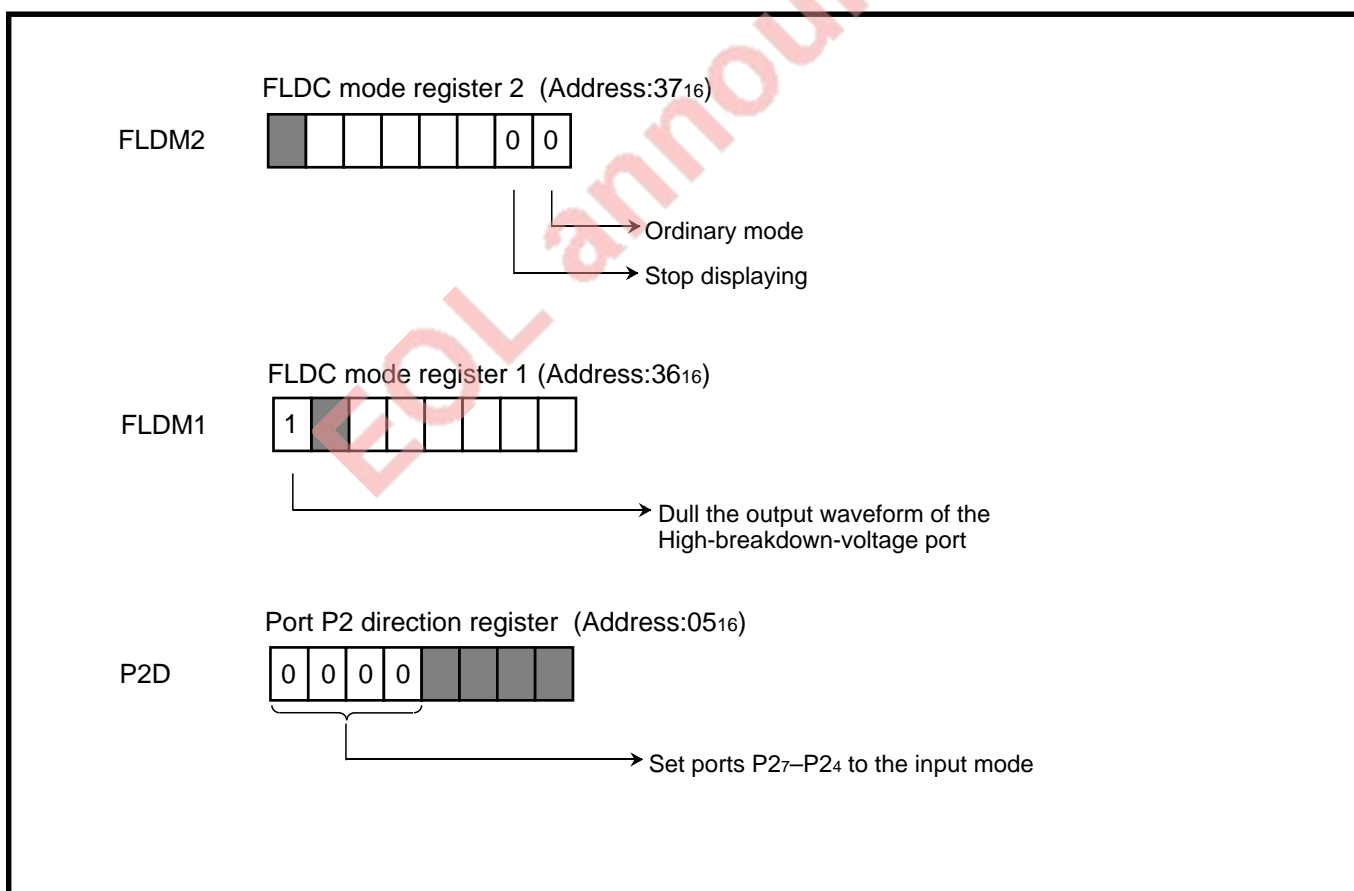 FLDC mode register 2 (Address:3716)
FLDM2
0 0
Ordinary mode
Stop displaying
FLDC mode register 1 (Address:3616)
FLDM1
1
Dull the output waveform of the
High-breakdown-voltage port
Port P2 direction register (Address:0516)
P2D
0 0 0 0
Set ports P27–P24 to the input mode
EOL